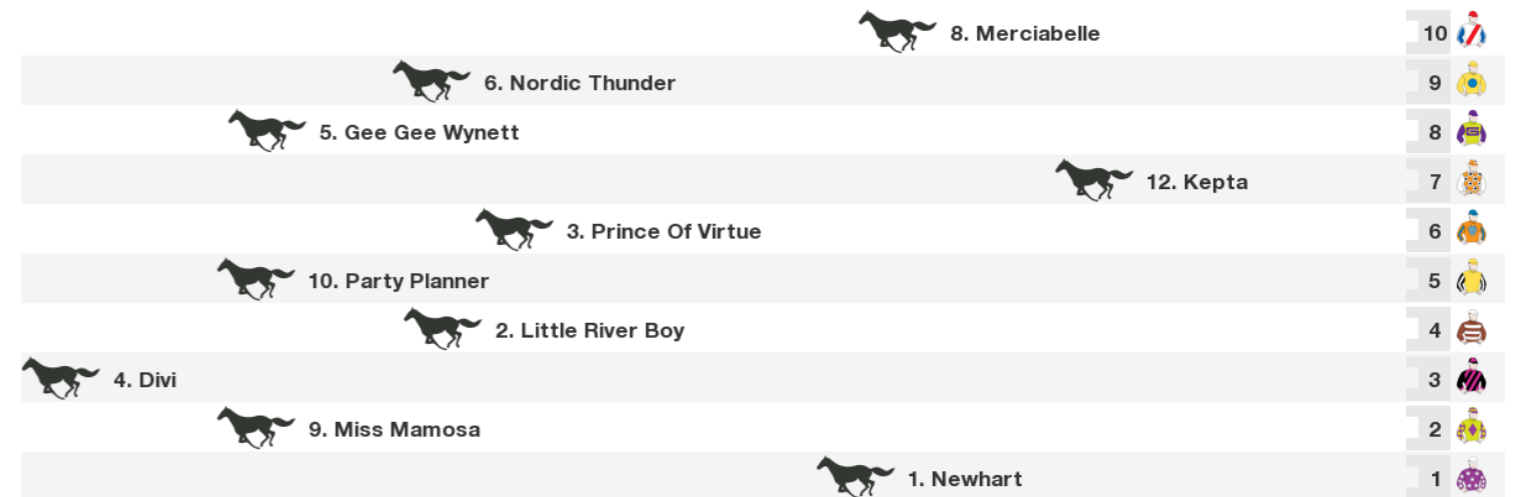 8. Merciabelle 10
6. Nordic Thunder 9
5. Gee Gee Wynett 8
12. Kepta 7
3. Prince Of Virtue 6
10. Party Planner 5
2. Little River Boy 4
4. Divi 3
9. Miss Mamosa 2
1. Newhart 1